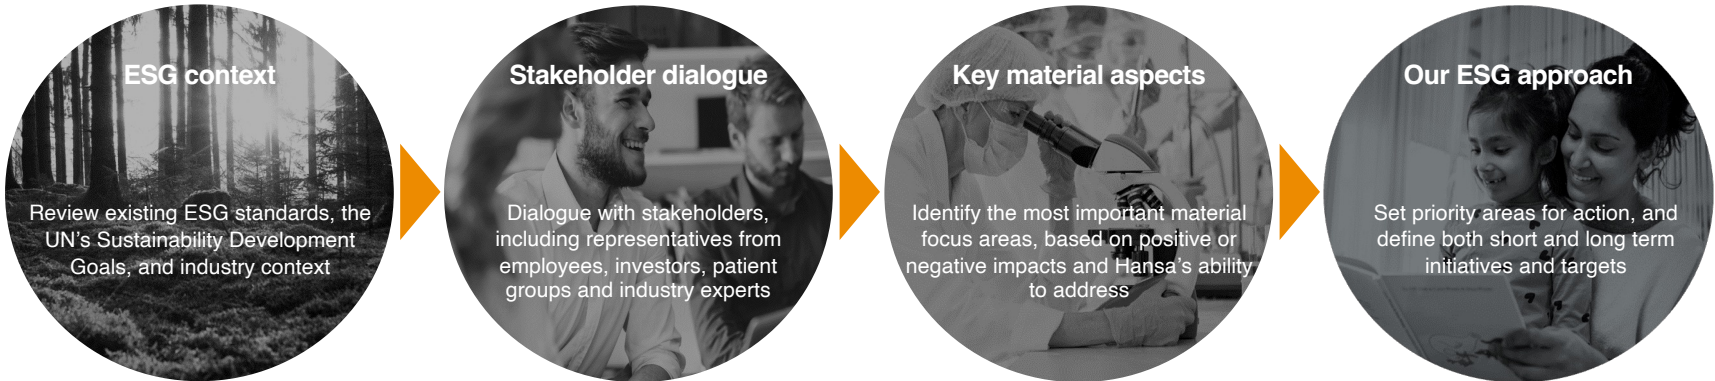 ESG context
Review existing ESG standards, the
UN’s Sustainability Development
Goals, and industry context
Stakeholder dialogue
Dialogue with stakeholders,
including representatives from
employees, investors, patient
groups and industry experts
Key material aspects
Identify the most important material
focus areas, based on positive or
negative impacts and Hansa’s ability
to address
Our ESG approach
Set priority areas for action, and
define both short and long term
initiatives and targets